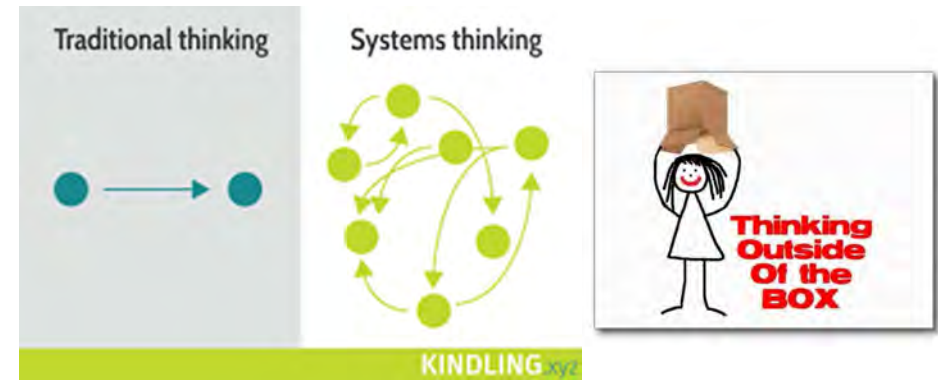 Traditional thinking
Systems thinking
KINDLING.xyz
Thinking
Outside
Of the
BOX